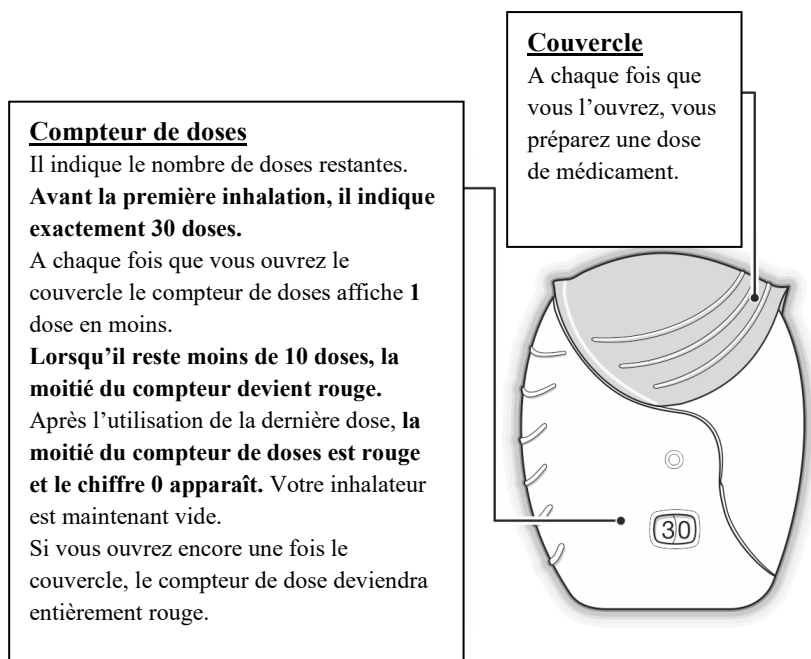 Couvercle
A chaque fois que
vous l’ouvrez, vous
préparez une dose
de médicament.
Compteur de doses
Il indique le nombre de doses restantes.
Avant la première inhalation, il indique
exactement 30 doses.
A chaque fois que vous ouvrez le
couvercle le compteur de doses affiche 1
dose en moins.
Lorsqu’il reste moins de 10 doses, la
moitié du compteur devient rouge.
Après l’utilisation de la dernière dose, la
moitié du compteur de doses est rouge
et le chiffre 0 apparaît. Votre inhalateur
est maintenant vide.
Si vous ouvrez encore une fois le
couvercle, le compteur de dose deviendra
entièrement rouge.
30